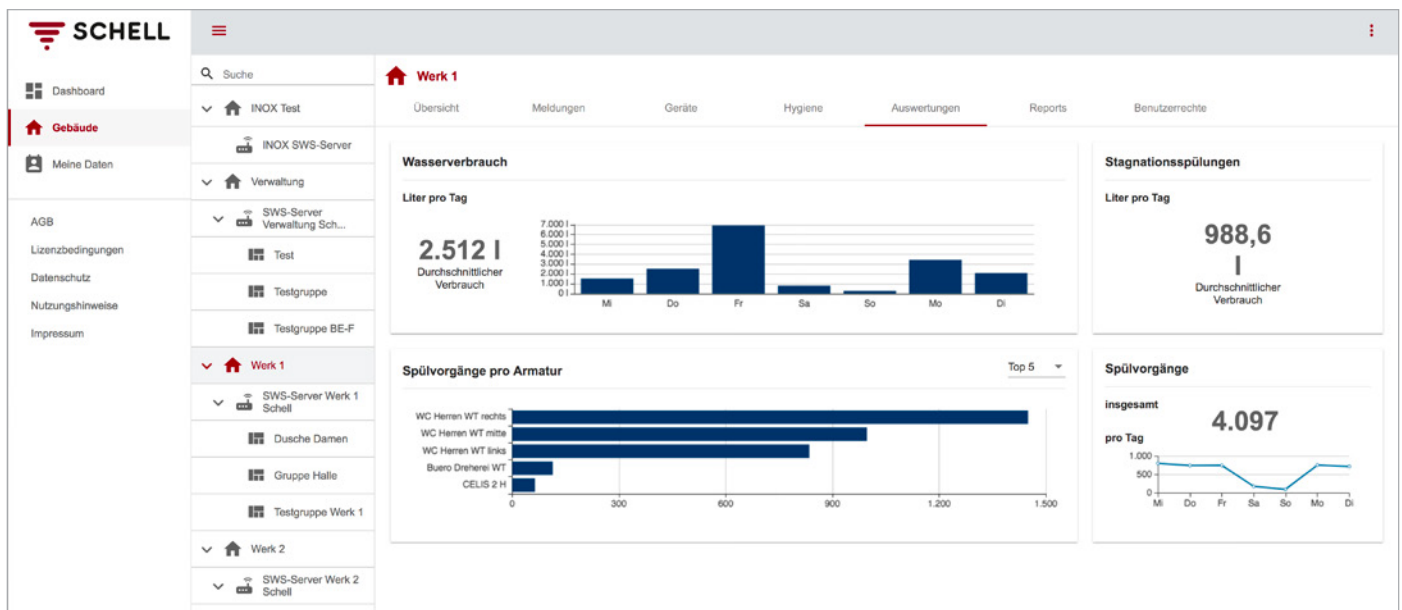 SCHELL
Dashboard
Gebäude
Meine Daten
AGB
Lizenzbedingungen
Datenschutz
Nutzungshinweise
Impressum
Suche
INOX Test
INOX SWS-Server
Verwaltung
SWS-Server
Verwaltung Sch...
Test
Testgruppe
Testgruppe BE-F
Werk 1
SWS-Server Werk 1
Schell
Dusche Damen
Gruppe Halle
Testgruppe Werk 1
Werk 2
SWS-Server Werk 2
Schell
Werk 1
Übersicht Meldungen Geräte Hygiene Auswertungen Reports Benutzerrechte
Wasserverbrauch
Liter pro Tag
2.512 l
Durchschnittlicher
Verbrauch
7.000 l
6.000 l
5.000 l
4.000 l
3.000 l
2.000 l
1.000 l
0 l
Mi Do Fr Sa So Mo Di
Stagnationsspülungen
Liter pro Tag
988,6
l
Durchschnittlicher
Verbrauch
Spülvorgänge pro Armatur
Top 5
WC Herren WT rechts
WC Herren WT mitte
WC Herren WT links
Buero Dreherei WT
CELIS 2 H
0 300 600 900 1.200 1.500
Spülvorgänge
insgesamt
4.097
pro Tag
1.000
500
0
Mi Do Fr Sa So Mo Di